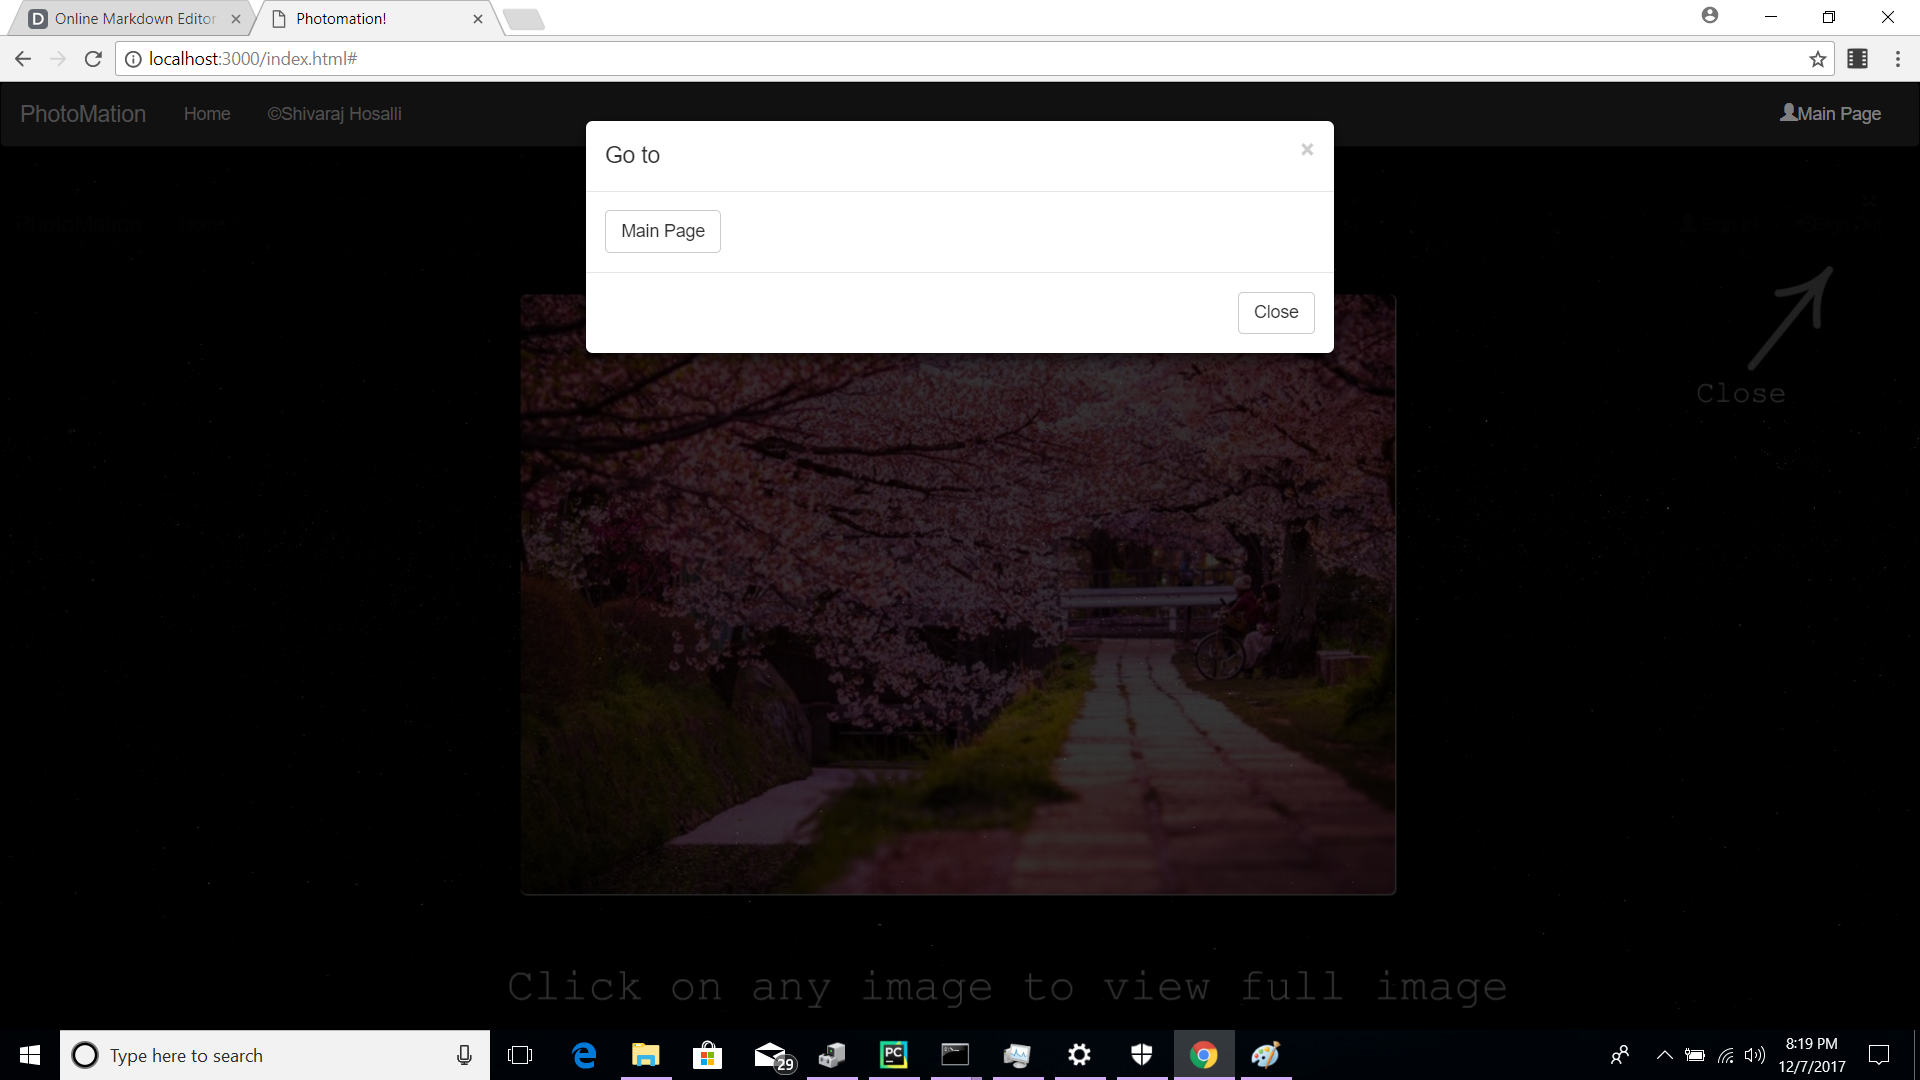 Online Markdown Editor
Photomation!
localhost:3000/index.html#
PhotoMation Home ©Shivaraj Hosalli Main Page
Go to
×
Main Page
Close
Close
Click on any image to view full image
Type here to search
29
PC
8:19 PM
12/7/2017